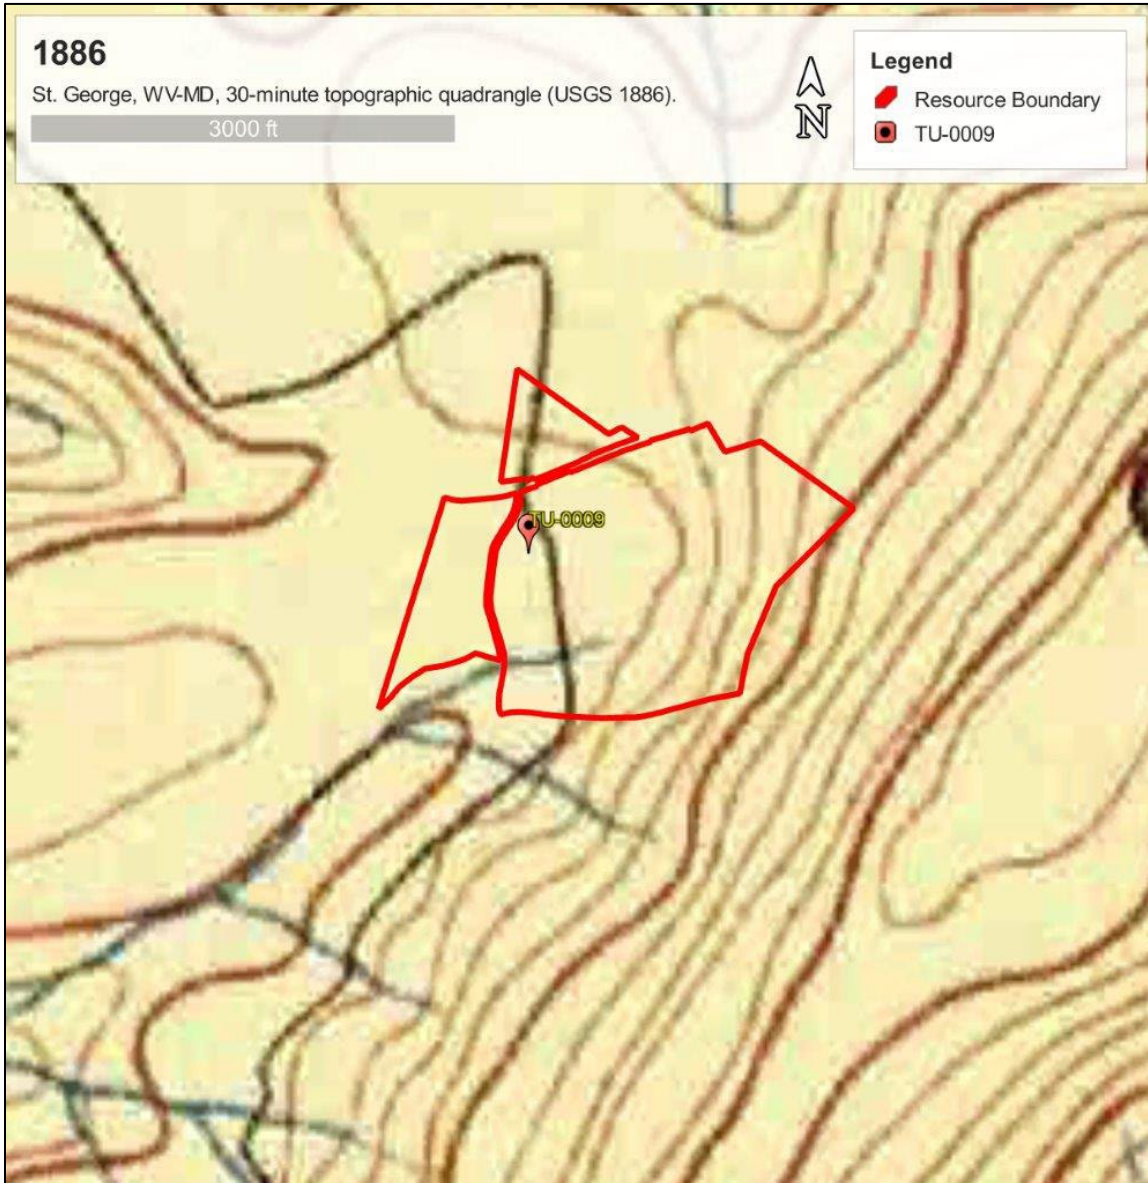 1886
St. George, WV-MD, 30-minute topographic quadrangle (USGS 1886).
3000 ft
N
Legend
Resource Boundary
TU-0009
TU-0009